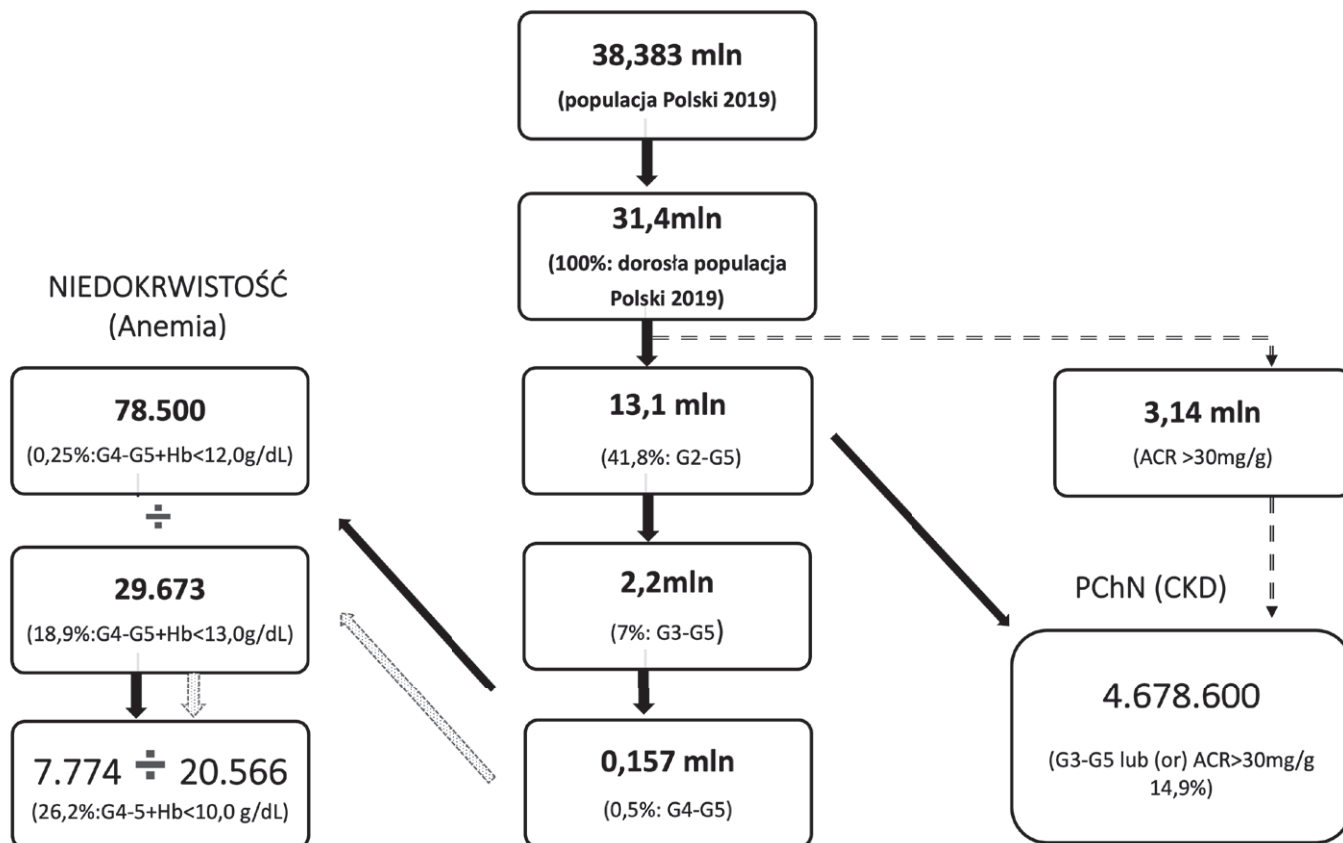 38,383 mln
(populacja Polski 2019)
31,4mln
(100%: dorosła populacja
Polski 2019)
NIEDOKRWISTOŚĆ
(Anemia)
78.500
(0,25%:G4-G5+Hb<12,0g/dL)
÷
29.673
(18,9%:G4-G5+Hb<13,0g/dL)
7.774 ÷ 20.566
(26,2%:G4-5+Hb<10,0 g/dL)
13,1 mln
(41,8%: G2-G5)
2,2mln
(7%: G3-G5)
0,157 mln
(0,5%: G4-G5)
3,14 mln
(ACR >30mg/g)
PChN (CKD)
4.678.600
(G3-G5 lub (or) ACR>30mg/g
14,9%)